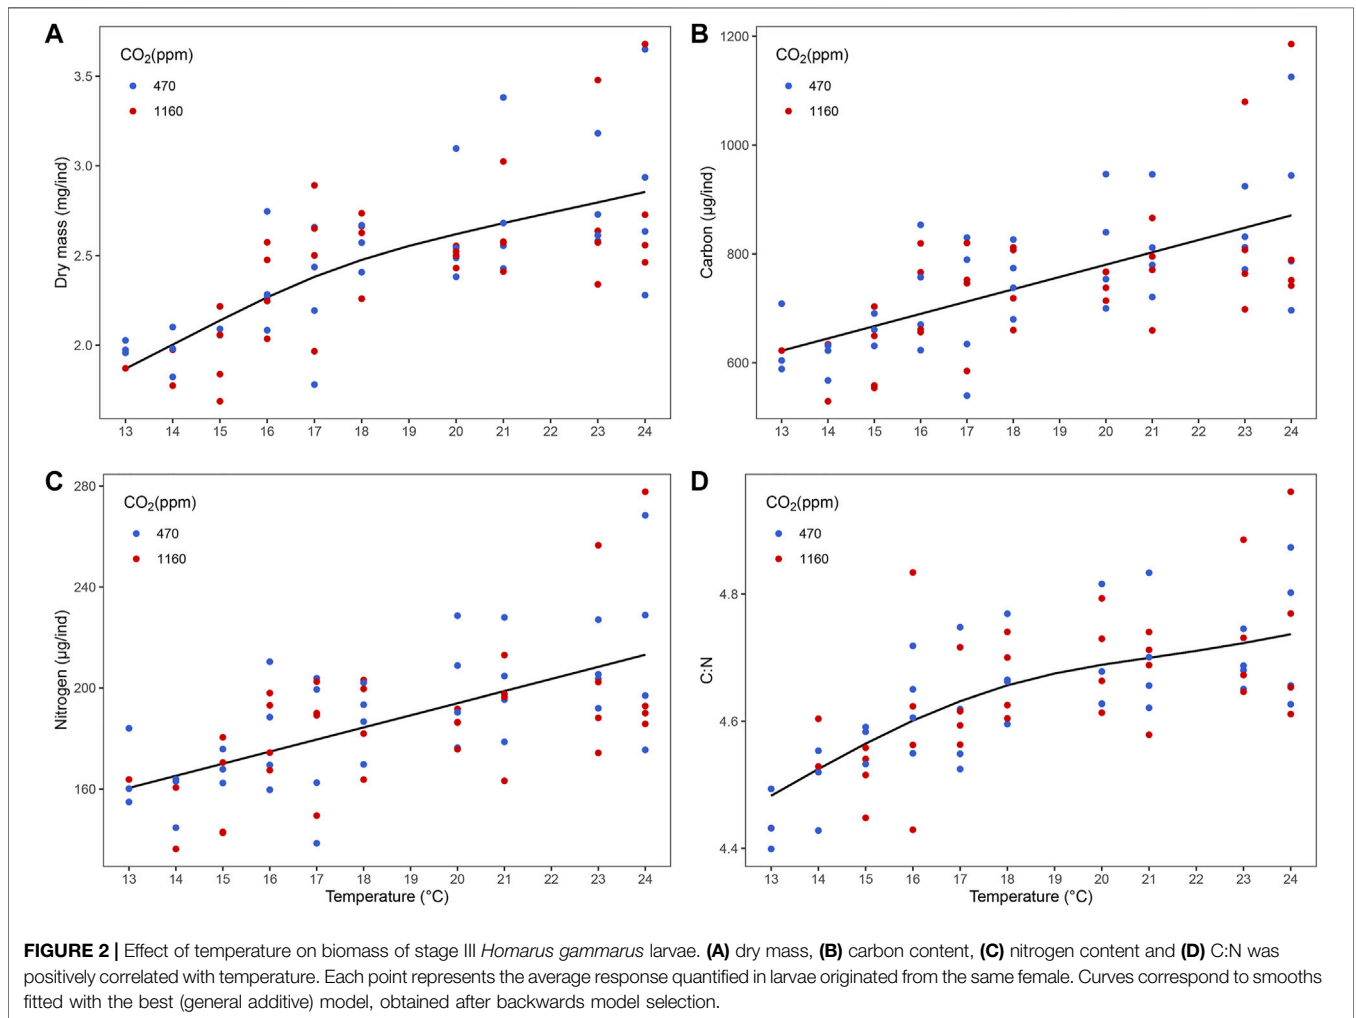 A
CO₂(ppm)
470
1160
Dry mass (mg/ind)
3.5
3.0
2.5
2.0
13 14 15 16 17 18 19 20 21 22 23 24
B
CO₂(ppm)
470
1160
Carbon (µg/ind)
1200
1000
800
600
13 14 15 16 17 18 19 20 21 22 23 24
C
CO₂(ppm)
470
1160
Nitrogen (µg/ind)
280
240
200
160
13 14 15 16 17 18 19 20 21 22 23 24
Temperature (°C)
D
CO₂(ppm)
470
1160
C:N
4.8
4.6
4.4
13 14 15 16 17 18 19 20 21 22 23 24
Temperature (°C)
FIGURE 2 | Effect of temperature on biomass of stage III Homarus gammarus larvae. (A) dry mass, (B) carbon content, (C) nitrogen content and (D) C:N was
positively correlated with temperature. Each point represents the average response quantified in larvae originated from the same female. Curves correspond to smooths
fitted with the best (general additive) model, obtained after backwards model selection.